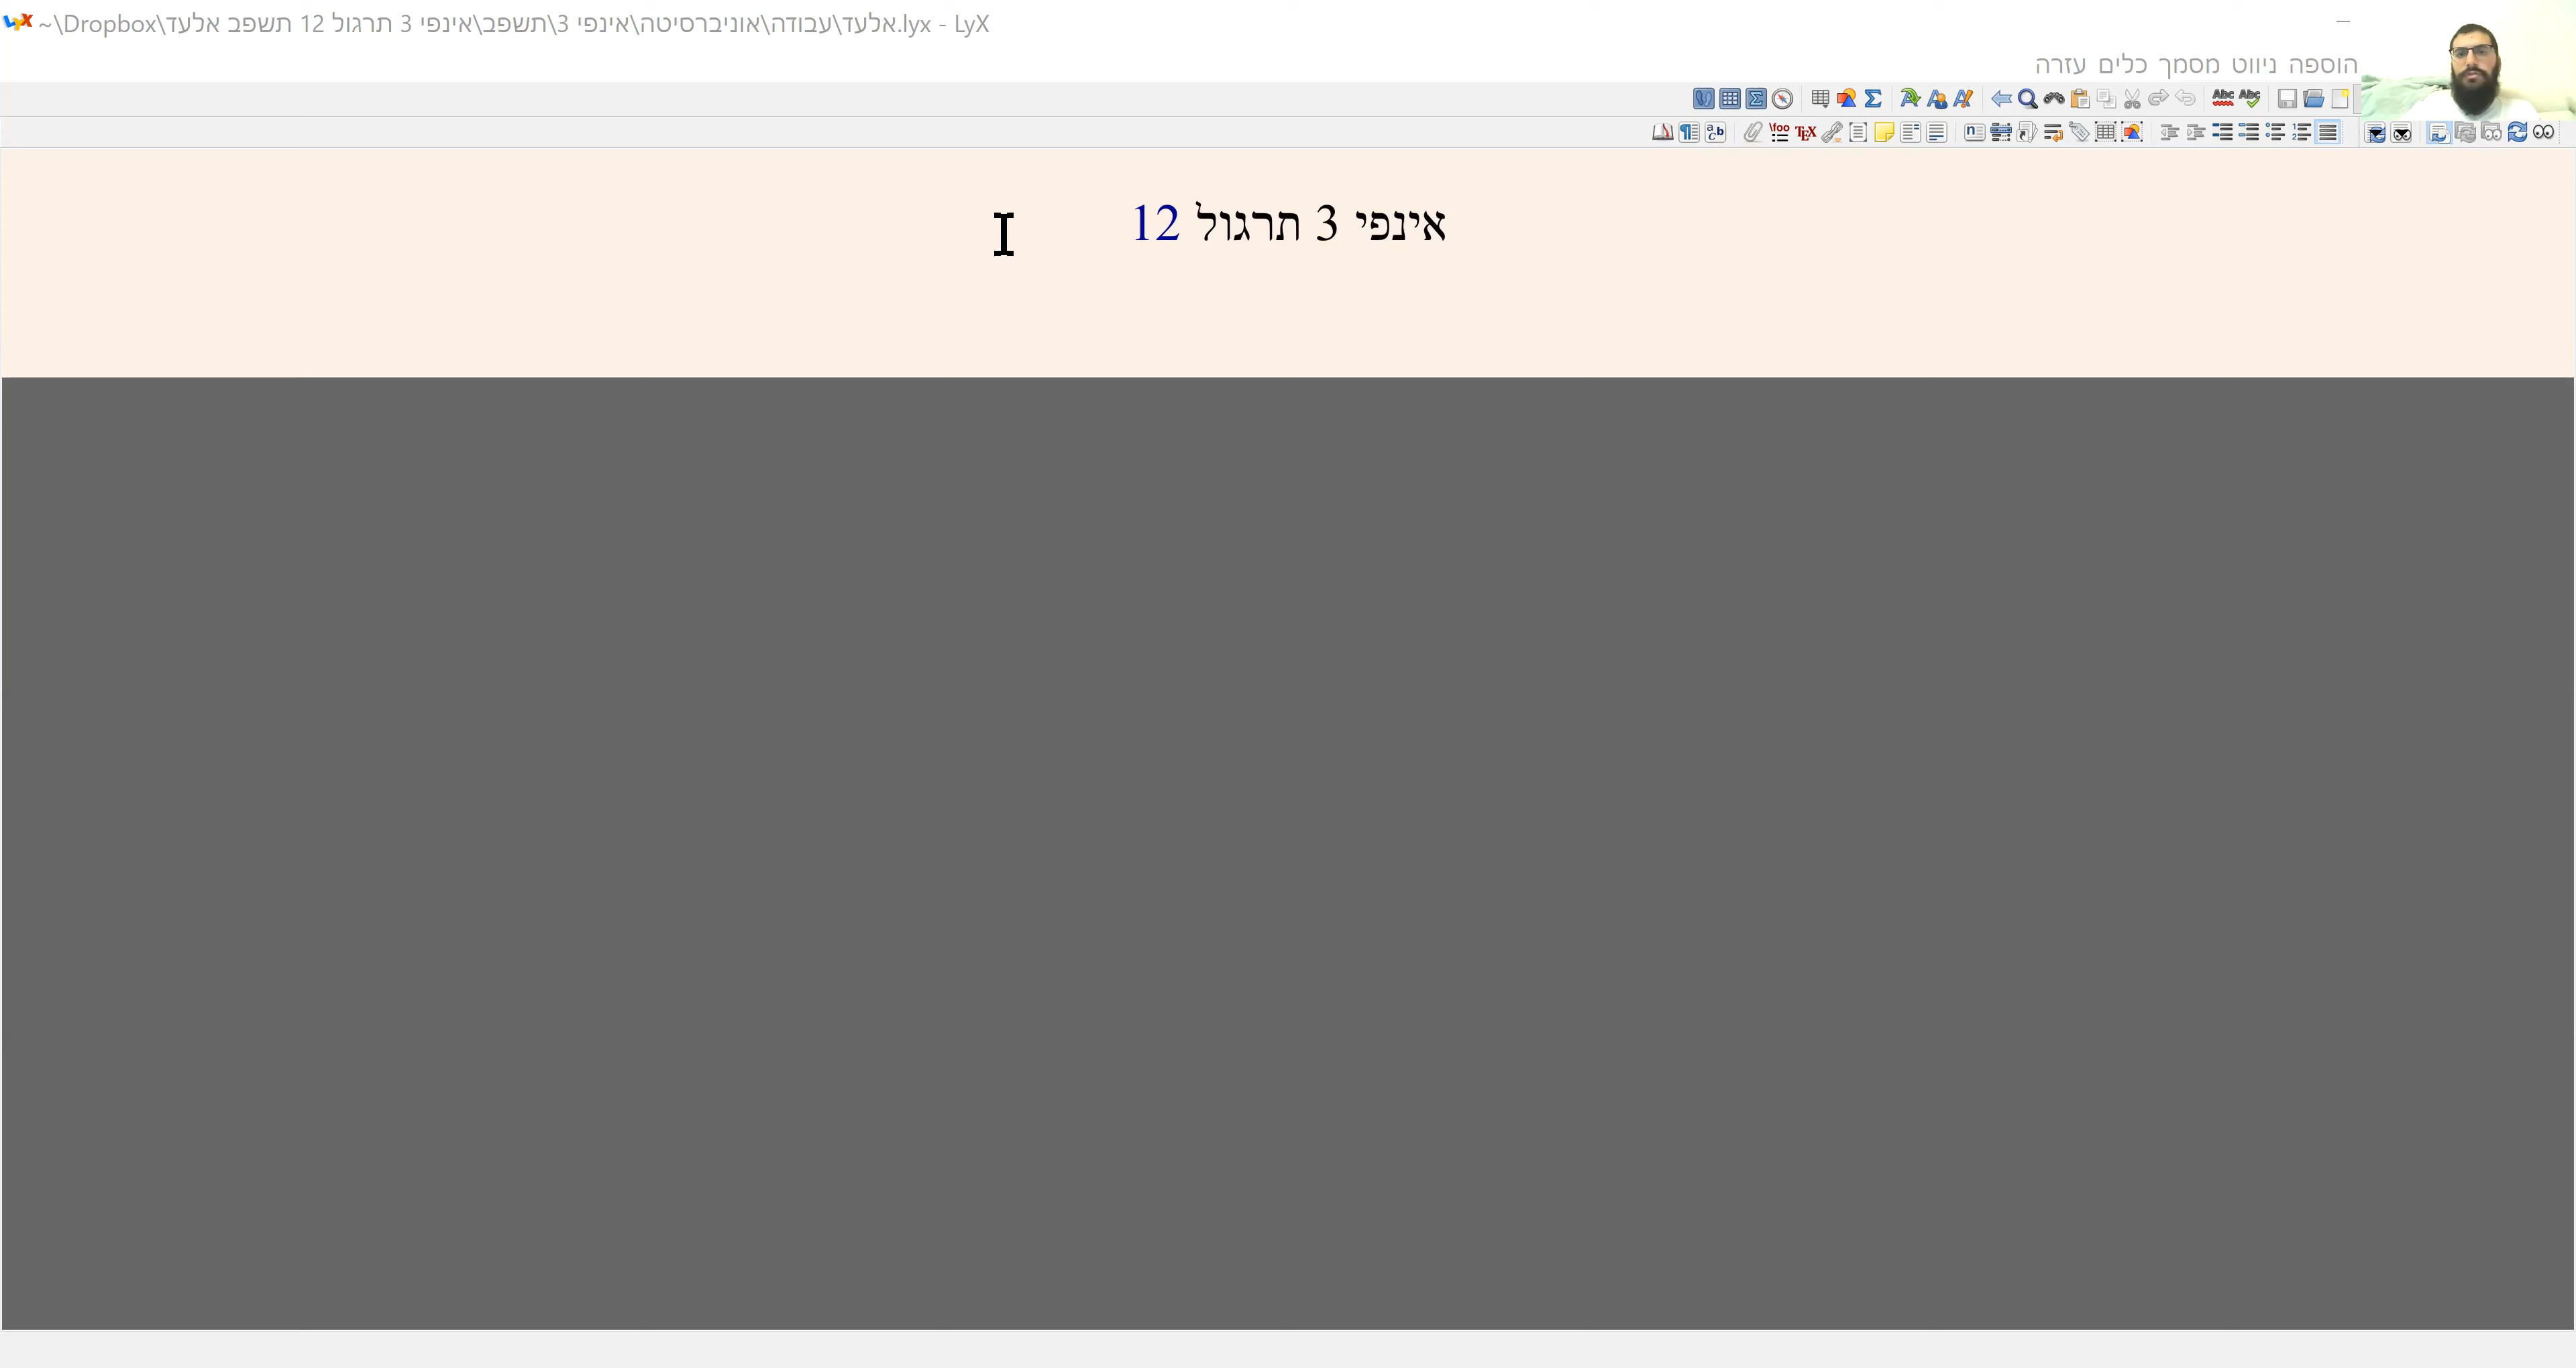 ~\Dropbox\אלעד\עבודה\אוניברסיטה\אינפי 3\תשפב\אינפי 3 תרגול 12 תשפב אלעד.lyx - LyX
הוספה ניווט מסמך כלים עזרה
אינפי 3 תרגול 12